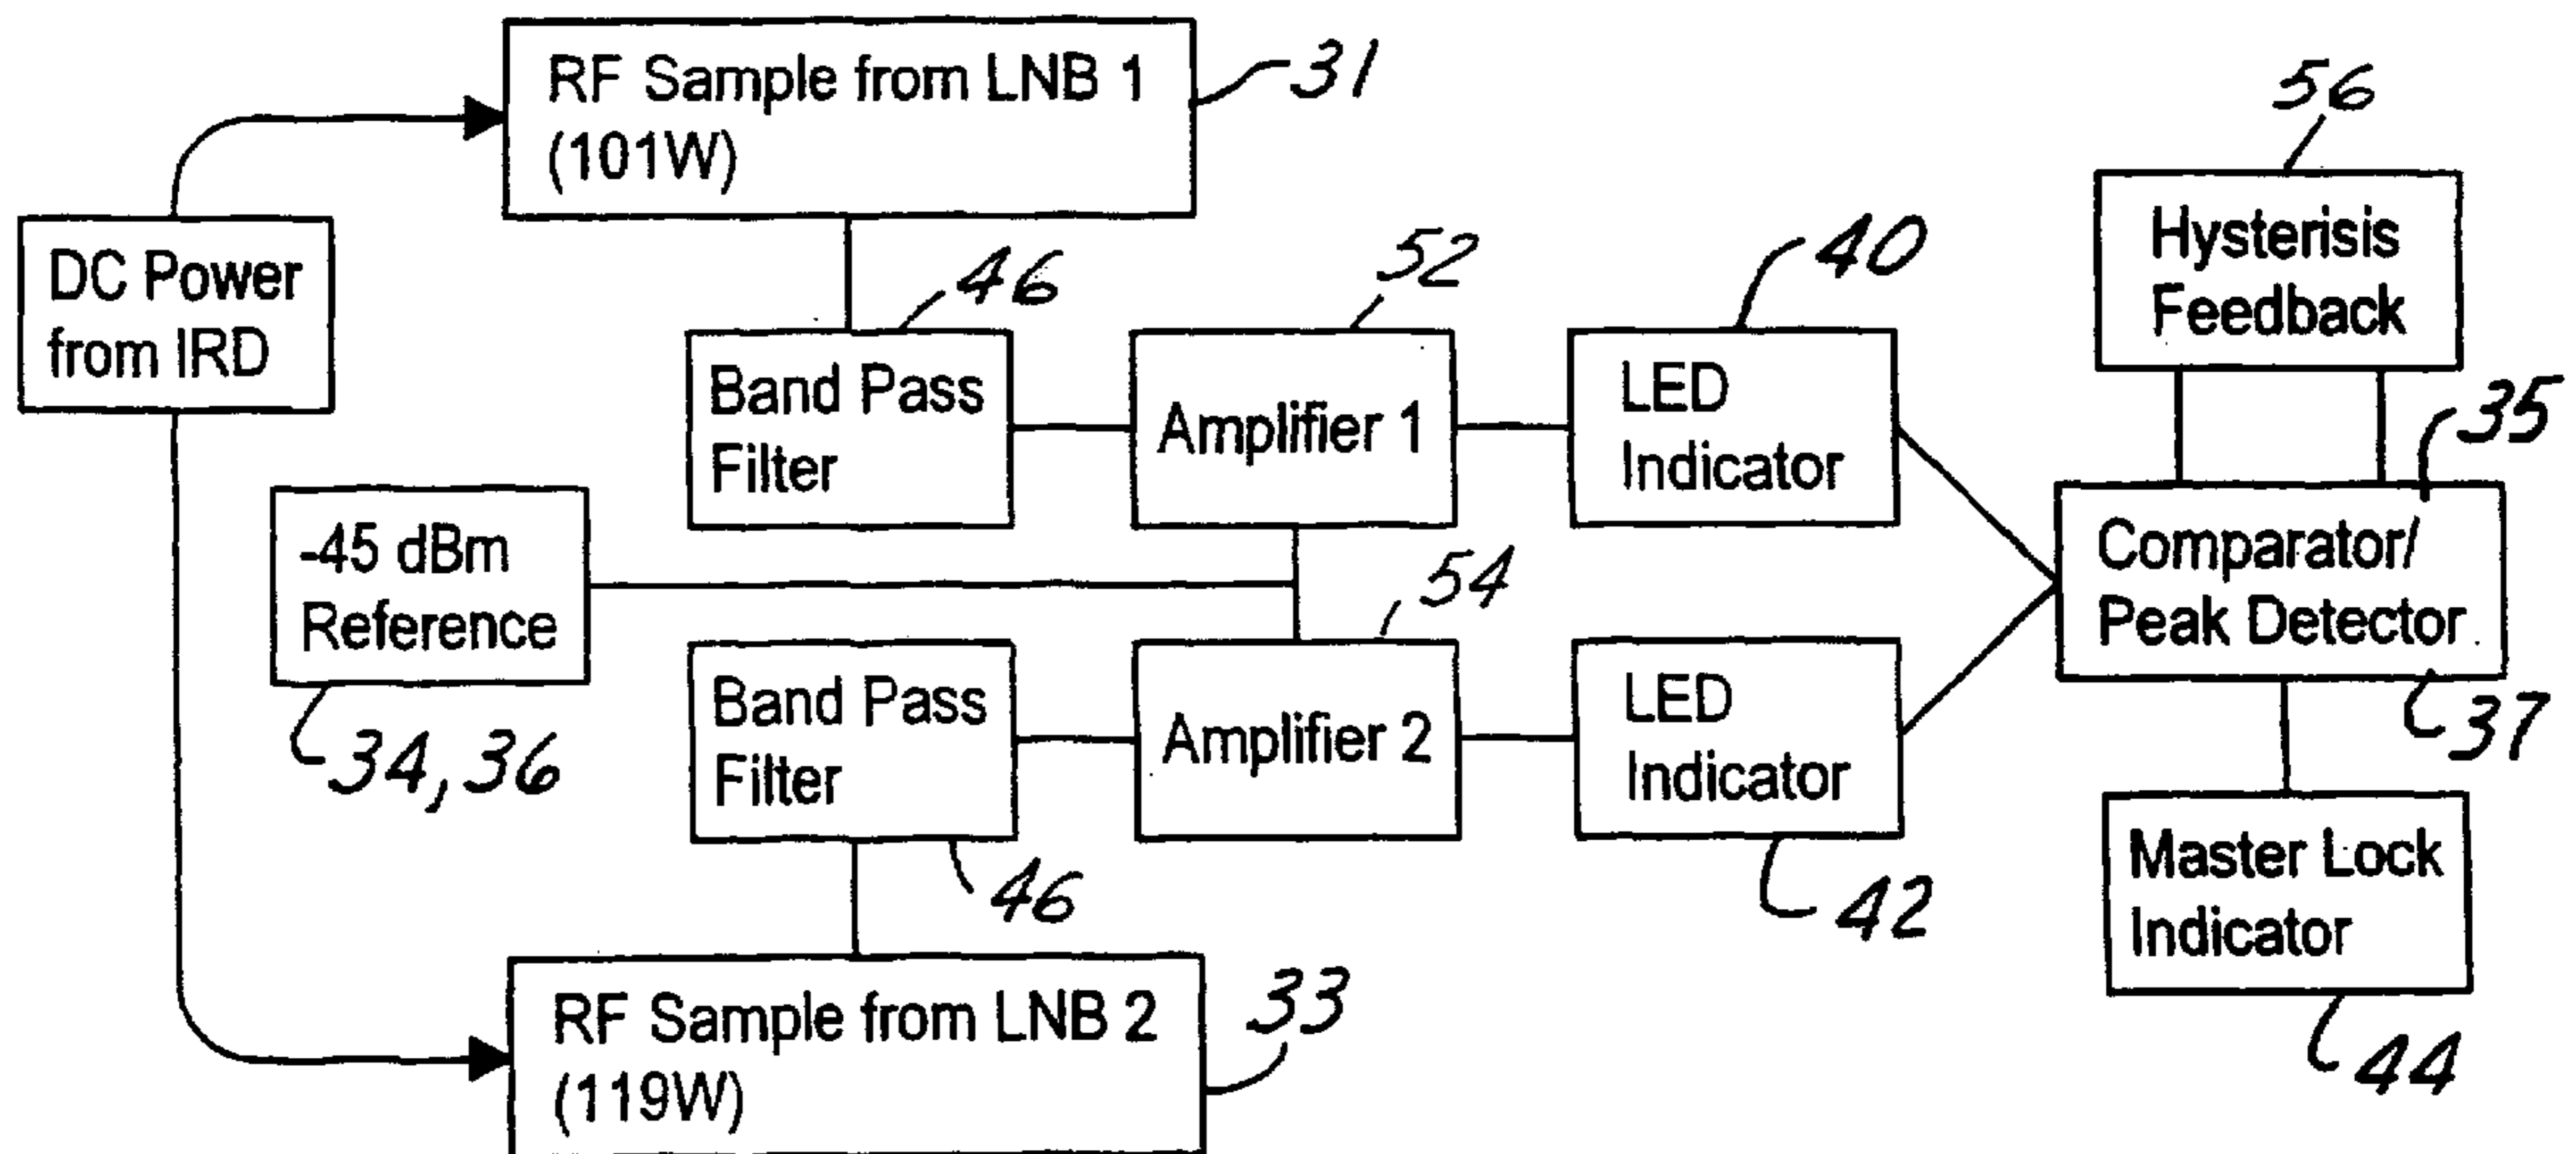 RF Sample from LNB 1
(101W)
31
DC Power
from IRD
46
52
40
56
Hysterisis
Feedback
Band Pass
Filter
Amplifier 1
LED
Indicator
35
-45 dBm
Reference
34, 36
54
Comparator/
Peak Detector
37
Band Pass
Filter
Amplifier 2
LED
Indicator
46
42
Master Lock
Indicator
44
RF Sample from LNB 2
(119W)
33